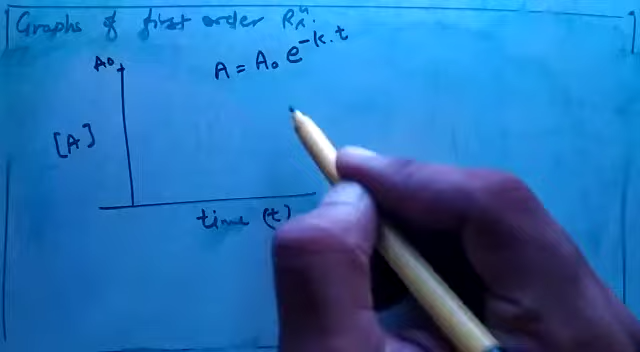 Graphs of first order Rxⁿ.
A = A₀ e^-k.t
A₀
[A]
time (t)